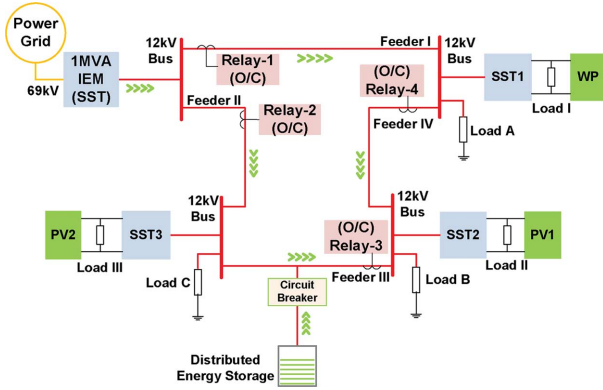 Power
Grid
69kV
1MVA
IEM
(SST)
12kV
Bus
Relay-1
(O/C)
Feeder I
12kV
Bus
SST1
WP
Load I
Feeder II
Relay-2
(O/C)
(O/C)
Relay-4
Feeder IV
Load A
PV2
SST3
Load III
12kV
Bus
Load C
(O/C)
Relay-3
Feeder III
12kV
Bus
SST2
PV1
Load II
Load B
Circuit
Breaker
Distributed
Energy Storage